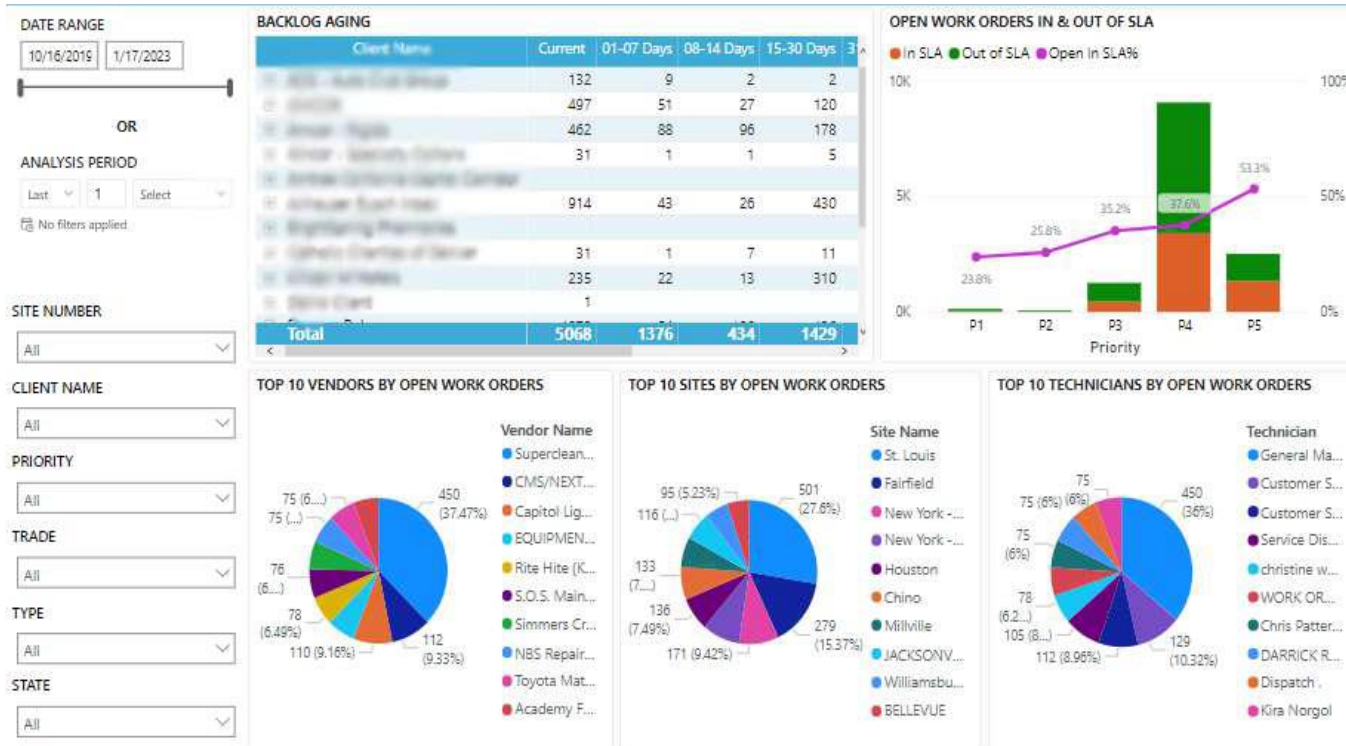 DATE RANGE
10/16/2019 1/17/2023
OR
ANALYSIS PERIOD
Last 1 Select
No filters applied
SITE NUMBER
All
CLIENT NAME
All
PRIORITY
All
TRADE
All
TYPE
All
STATE
All
BACKLOG AGING
Client Name Current 01-07 Days 08-14 Days 15-30 Days
132 9 2 2
497 51 27 120
462 88 96 178
31 1 1 5
914 43 26 430
31 1 7 11
235 22 13 310
1
Total 5068 1376 434 1429
OPEN WORK ORDERS IN & OUT OF SLA
In SLA Out of SLA Open In SLA%
10K 100%
5K 50%
0K 0%
23.8% 25.8% 35.2% 37.6% 53.3%
P1 P2 P3 P4 P5
Priority
TOP 10 VENDORS BY OPEN WORK ORDERS
Vendor Name
Superclean...
CMS/NEXT...
Capitol Lig...
EQUIPMEN...
Rite Hite (K...
S.O.S. Main...
Simmers Cr...
NBS Repair...
Toyota Mat...
Academy F...
450
(37.47%)
112
(9.33%)
110 (9.16%)
78
(6.49%)
76
(6....)
75 (...)
75 (6....)
TOP 10 SITES BY OPEN WORK ORDERS
Site Name
St. Louis
Fairfield
New York -...
New York -...
Houston
Chino
Millville
JACKSONV...
Williamsbu...
BELLEVUE
501
(27.6%)
279
(15.37%)
171 (9.42%)
136
(7.49%)
133
(7....)
116 (...)
95 (5.23%)
TOP 10 TECHNICIANS BY OPEN WORK ORDERS
Technician
General Ma...
Customer S...
Customer S...
Service Dis...
christine w...
WORK OR...
Chris Patter...
DARRICK R...
Dispatch .
Kira Norgol
450
(36%)
129
(10.32%)
112 (8.96%)
105 (8....)
78
(6.2...)
75
(6%)
75 (6%)
75
(6%)